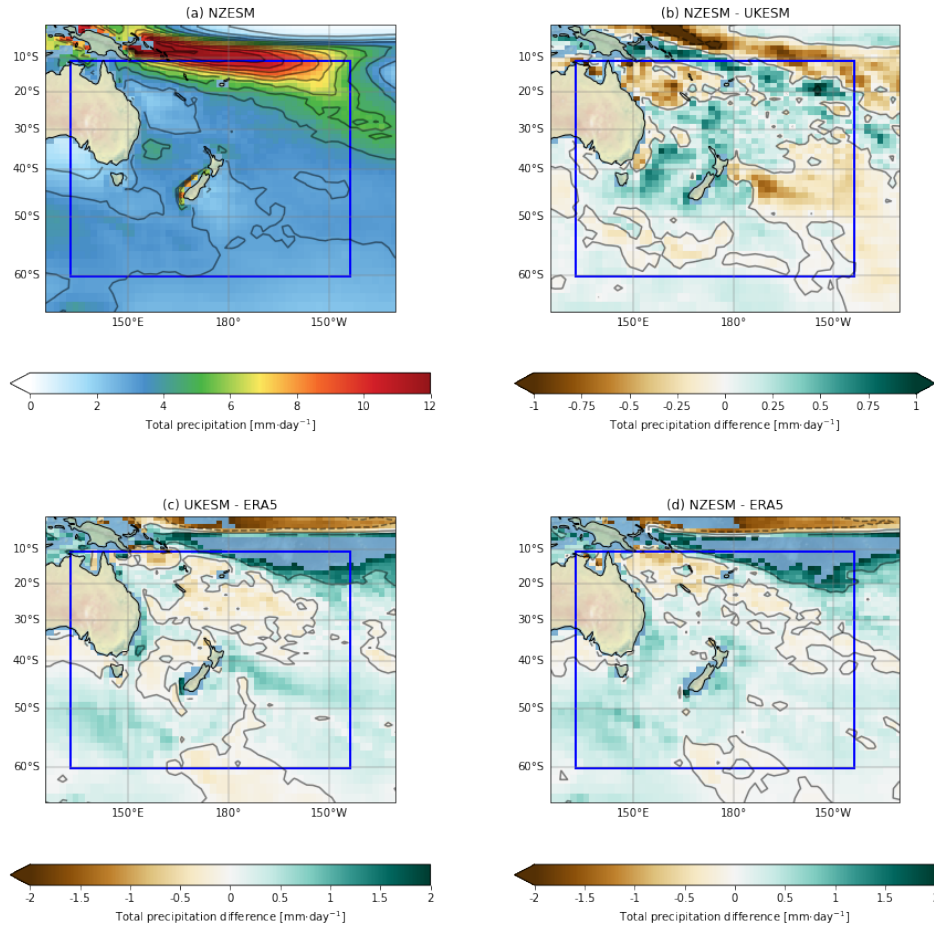 (a) NZESM
(b) NZESM - UKESM
10°S
20°S
30°S
40°S
50°S
60°S
150°E
180°
150°W
10°S
20°S
30°S
40°S
50°S
60°S
150°E
180°
150°W
0
2
4
6
8
10
12
Total precipitation [mm·day⁻¹]
-1
-0.75
-0.5
-0.25
0
0.25
0.5
0.75
1
Total precipitation difference [mm·day⁻¹]
(c) UKESM - ERA5
(d) NZESM - ERA5
10°S
20°S
30°S
40°S
50°S
60°S
150°E
180°
150°W
10°S
20°S
30°S
40°S
50°S
60°S
150°E
180°
150°W
-2
-1.5
-1
-0.5
0
0.5
1
1.5
2
Total precipitation difference [mm·day⁻¹]
-2
-1.5
-1
-0.5
0
0.5
1
1.5
Total precipitation difference [mm·day⁻¹]